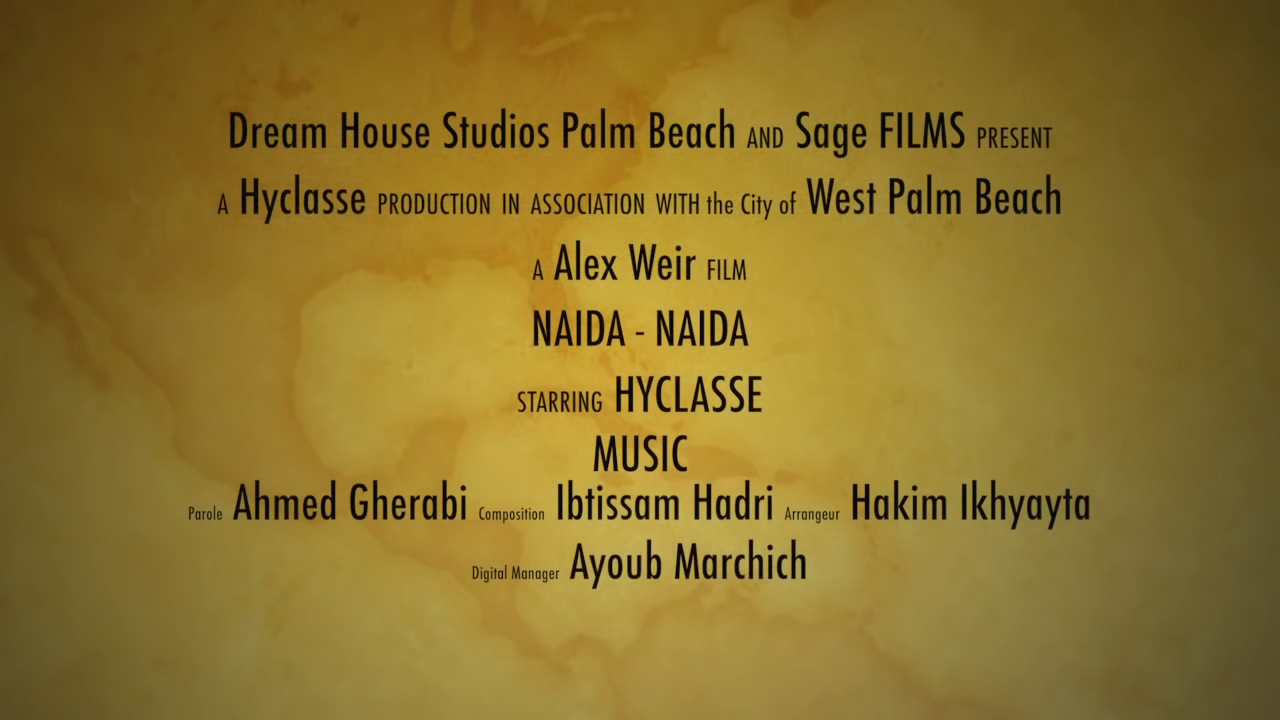 Dream House Studios Palm Beach AND Sage FILMS PRESENT
A Hyclasse PRODUCTION IN ASSOCIATION WITH the City of West Palm Beach
A Alex Weir FILM
NAIDA - NAIDA
STARRING HYCLASSE
MUSIC
Parole Ahmed Gherabi Composition Ibtissam Hadri Arrangeur Hakim Ikhyayta
Digital Manager Ayoub Marchich